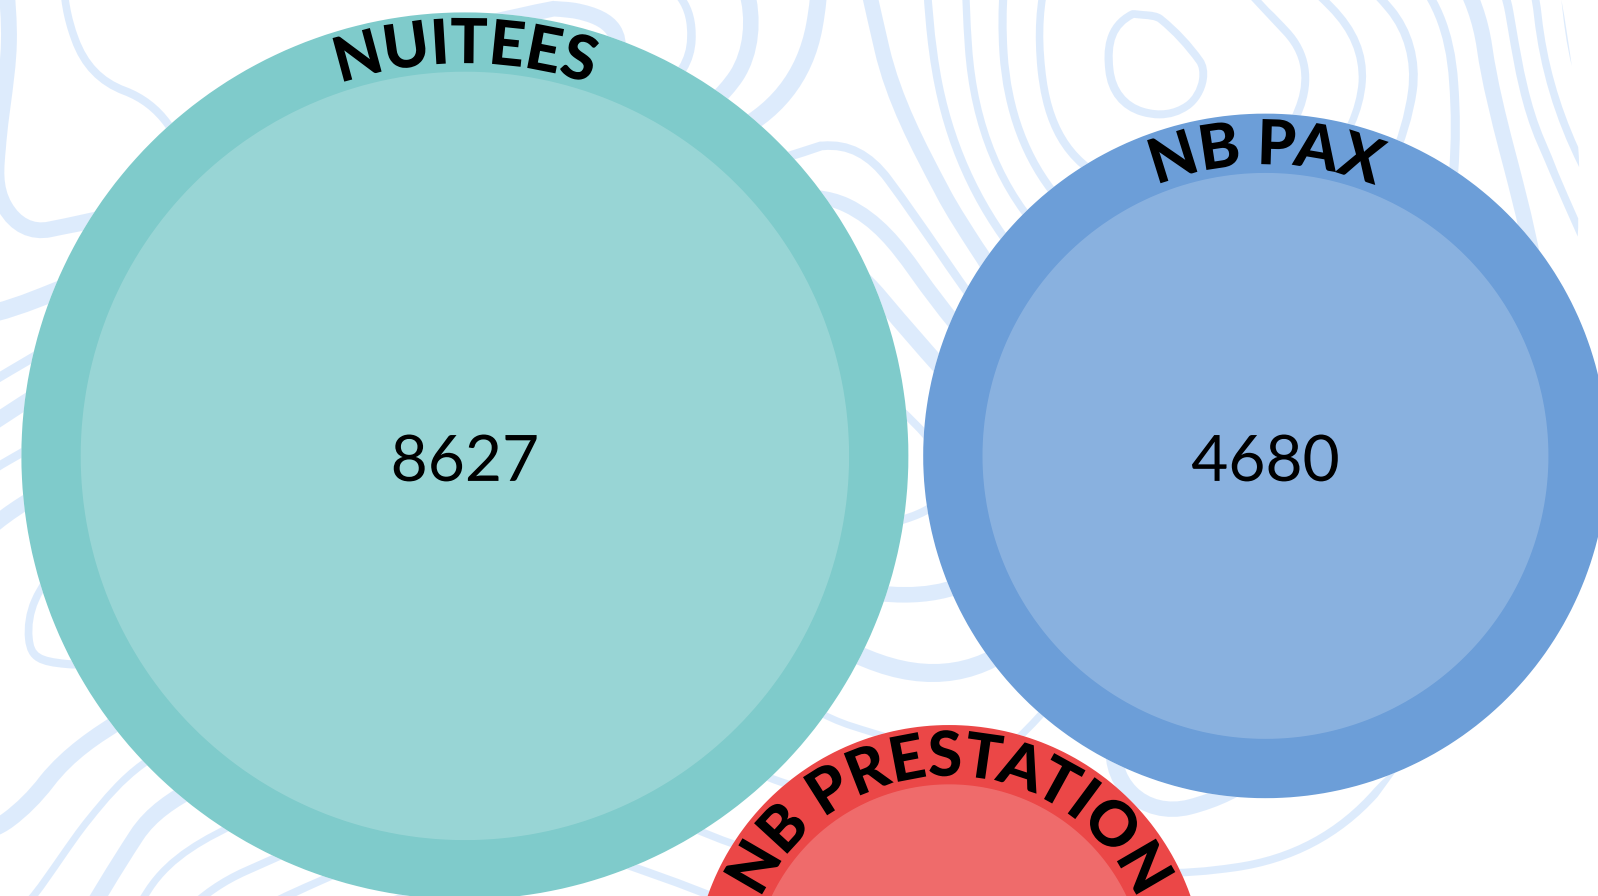 NUITEES
8627
NB PAX
4680
NB PRESTATION